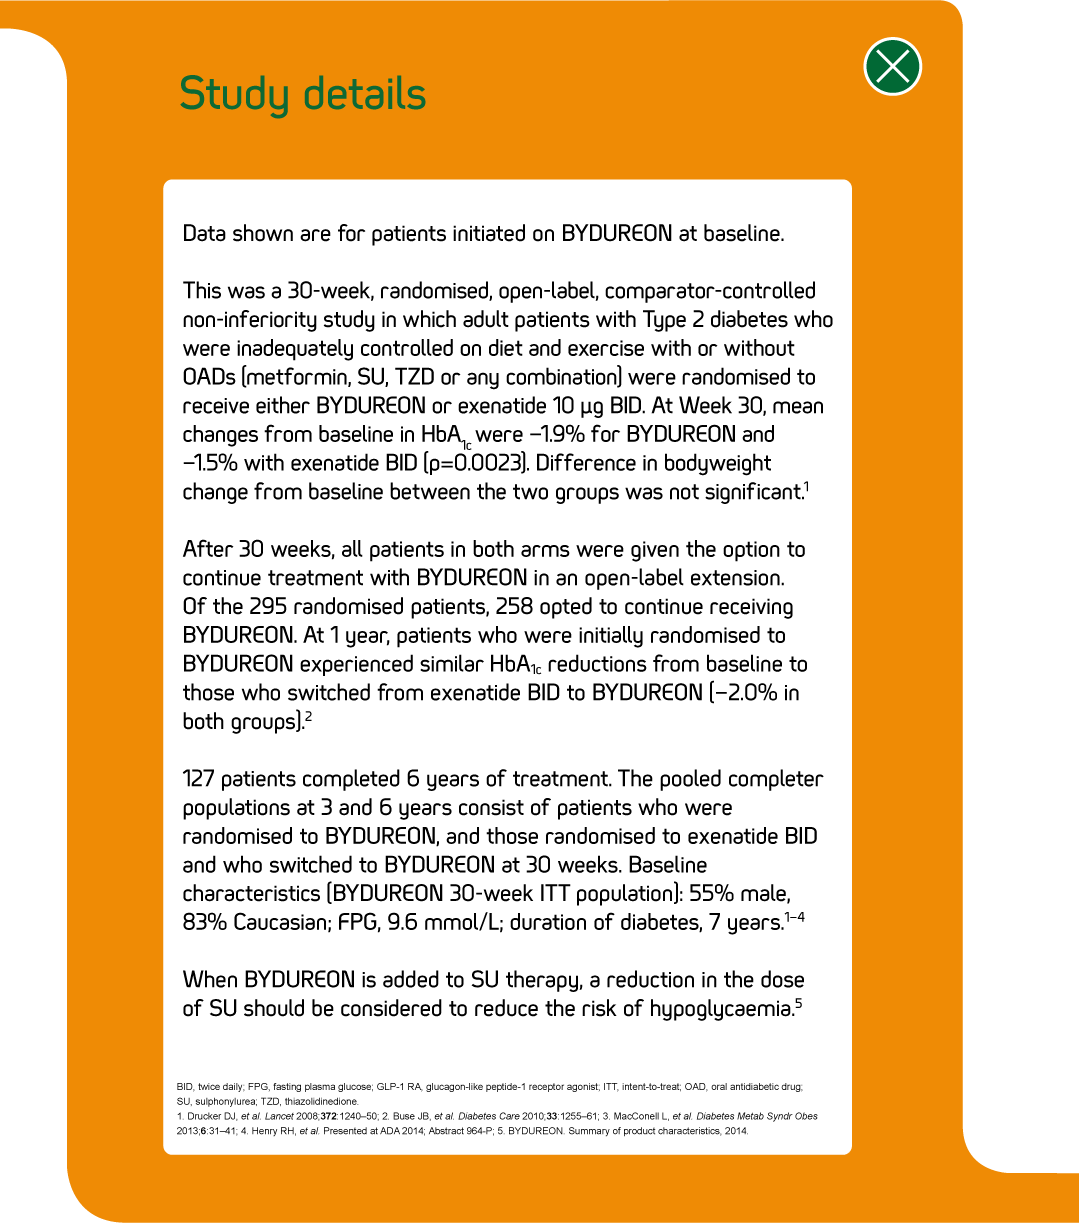 Study details
Data shown are for patients initiated on BYDUREON at baseline.
This was a 30-week, randomised, open-label, comparator-controlled
non-inferiority study in which adult patients with Type 2 diabetes who
were inadequately controlled on diet and exercise with or without
OADs (metformin, SU, TZD or any combination) were randomised to
receive either BYDUREON or exenatide 10 µg BID. At Week 30, mean
changes from baseline in HbA1c were –1.9% for BYDUREON and
–1.5% with exenatide BID (p=0.0023). Difference in bodyweight
change from baseline between the two groups was not significant.1
After 30 weeks, all patients in both arms were given the option to
continue treatment with BYDUREON in an open-label extension.
Of the 295 randomised patients, 258 opted to continue receiving
BYDUREON. At 1 year, patients who were initially randomised to
BYDUREON experienced similar HbA1c reductions from baseline to
those who switched from exenatide BID to BYDUREON (–2.0% in
both groups).2
127 patients completed 6 years of treatment. The pooled completer
populations at 3 and 6 years consist of patients who were
randomised to BYDUREON, and those randomised to exenatide BID
and who switched to BYDUREON at 30 weeks. Baseline
characteristics (BYDUREON 30-week ITT population): 55% male,
83% Caucasian; FPG, 9.6 mmol/L; duration of diabetes, 7 years.1–4
When BYDUREON is added to SU therapy, a reduction in the dose
of SU should be considered to reduce the risk of hypoglycaemia.5
BID, twice daily; FPG, fasting plasma glucose; GLP-1 RA, glucagon-like peptide-1 receptor agonist; ITT, intent-to-treat; OAD, oral antidiabetic drug;
SU, sulphonylurea; TZD, thiazolidinedione.
1. Drucker DJ, et al. Lancet 2008;372:1240–50; 2. Buse JB, et al. Diabetes Care 2010;33:1255–61; 3. MacConell L, et al. Diabetes Metab Syndr Obes
2013;6:31–41; 4. Henry RH, et al. Presented at ADA 2014; Abstract 964-P; 5. BYDUREON. Summary of product characteristics, 2014.